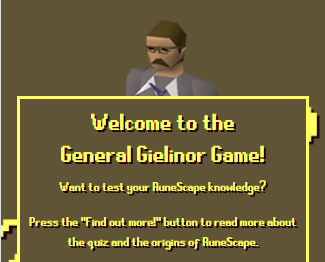 Welcome to the
General Gielinor Game!
Want to test your RuneScape knowledge?
Press the "Find out more!" button to read more about
the quiz and the origins of RuneScape.